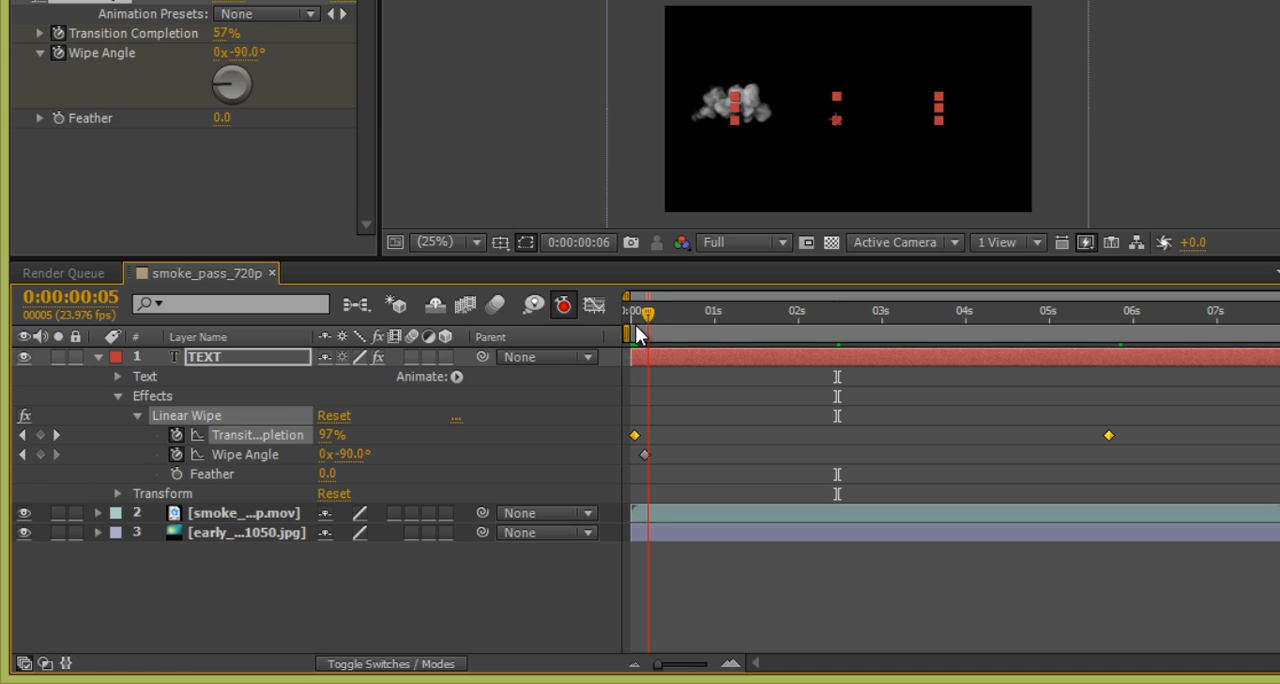 Animation Presets: None
Transition Completion 57%
Wipe Angle 0x-90.0°
Feather 0.0
(25%) 0:00:00:06 Full Active Camera 1 View +0.0
Render Queue smoke_pass_720p ×
0:00:00:05
00005 (23.976 fps)
:00 01s 02s 03s 04s 05s 06s 07s
# Layer Name fx Parent
1 T TEXT fx None
Text Animate:
Effects
fx Linear Wipe Reset ...
Transit...pletion 97%
Wipe Angle 0x-90.0°
Feather 0.0
Transform Reset
2 [smoke_...p.mov] None
3 [early_...1050.jpg] None
Toggle Switches / Modes